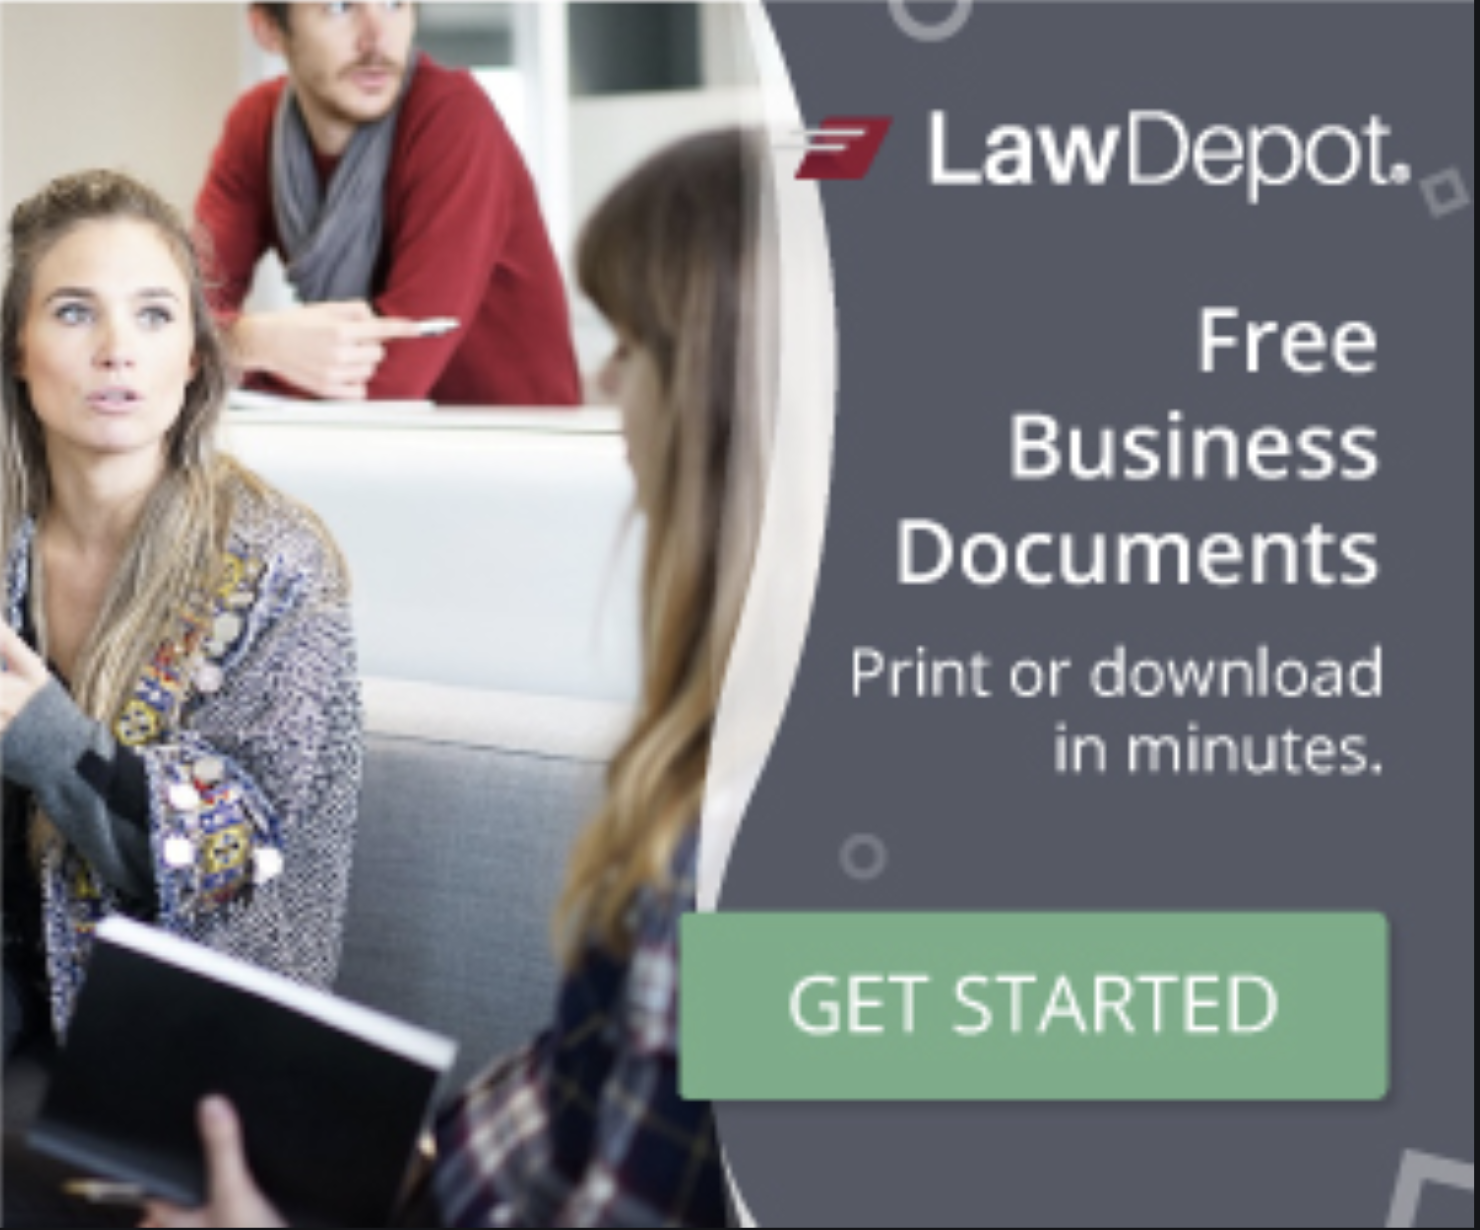 LawDepot.
Free
Business
Documents
Print or download
in minutes.
GET STARTED